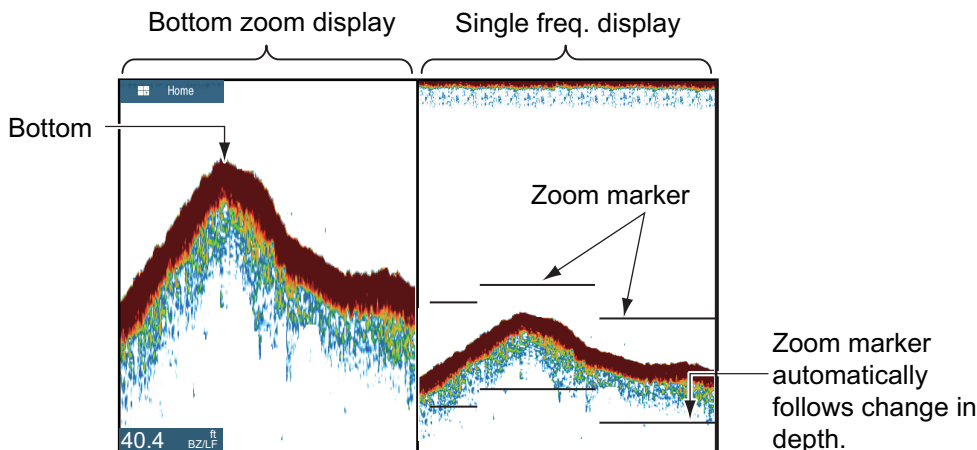 Bottom zoom display
Single freq. display
Home
Bottom
Zoom marker
Zoom marker
automatically
follows change in
depth.
40.4 ft
BZ/LF